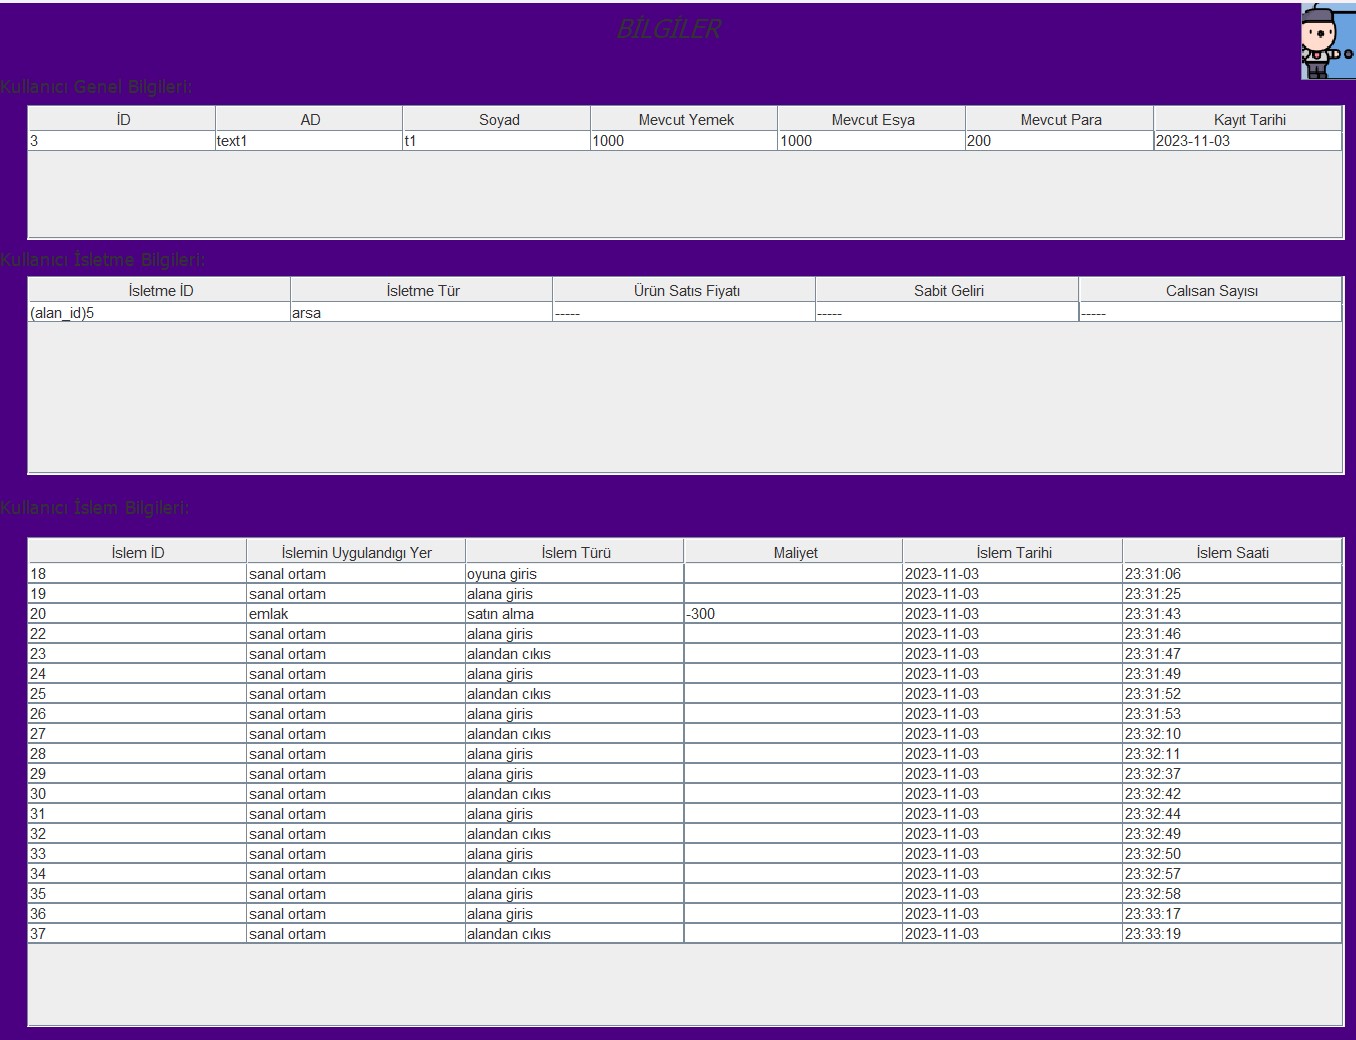 BİLGİLER
Kullanıcı Genel Bilgileri:
İD AD Soyad Mevcut Yemek Mevcut Esya Mevcut Para Kayıt Tarihi
3 text1 t1 1000 1000 200 2023-11-03
Kullanıcı İsletme Bilgileri:
İsletme İD İsletme Tür Ürün Satıs Fiyatı Sabit Geliri Calısan Sayısı
(alan_id)5 arsa ----- ----- -----
Kullanıcı İslem Bilgileri:
İslem İD İslemin Uygulandıgı Yer İslem Türü Maliyet İslem Tarihi İslem Saati
18 sanal ortam oyuna giris 2023-11-03 23:31:06
19 sanal ortam alana giris 2023-11-03 23:31:25
20 emlak satın alma -300 2023-11-03 23:31:43
22 sanal ortam alana giris 2023-11-03 23:31:46
23 sanal ortam alandan cıkıs 2023-11-03 23:31:47
24 sanal ortam alana giris 2023-11-03 23:31:49
25 sanal ortam alandan cıkıs 2023-11-03 23:31:52
26 sanal ortam alana giris 2023-11-03 23:31:53
27 sanal ortam alandan cıkıs 2023-11-03 23:32:10
28 sanal ortam alana giris 2023-11-03 23:32:11
29 sanal ortam alana giris 2023-11-03 23:32:37
30 sanal ortam alandan cıkıs 2023-11-03 23:32:42
31 sanal ortam alana giris 2023-11-03 23:32:44
32 sanal ortam alandan cıkıs 2023-11-03 23:32:49
33 sanal ortam alana giris 2023-11-03 23:32:50
34 sanal ortam alandan cıkıs 2023-11-03 23:32:57
35 sanal ortam alana giris 2023-11-03 23:32:58
36 sanal ortam alana giris 2023-11-03 23:33:17
37 sanal ortam alandan cıkıs 2023-11-03 23:33:19